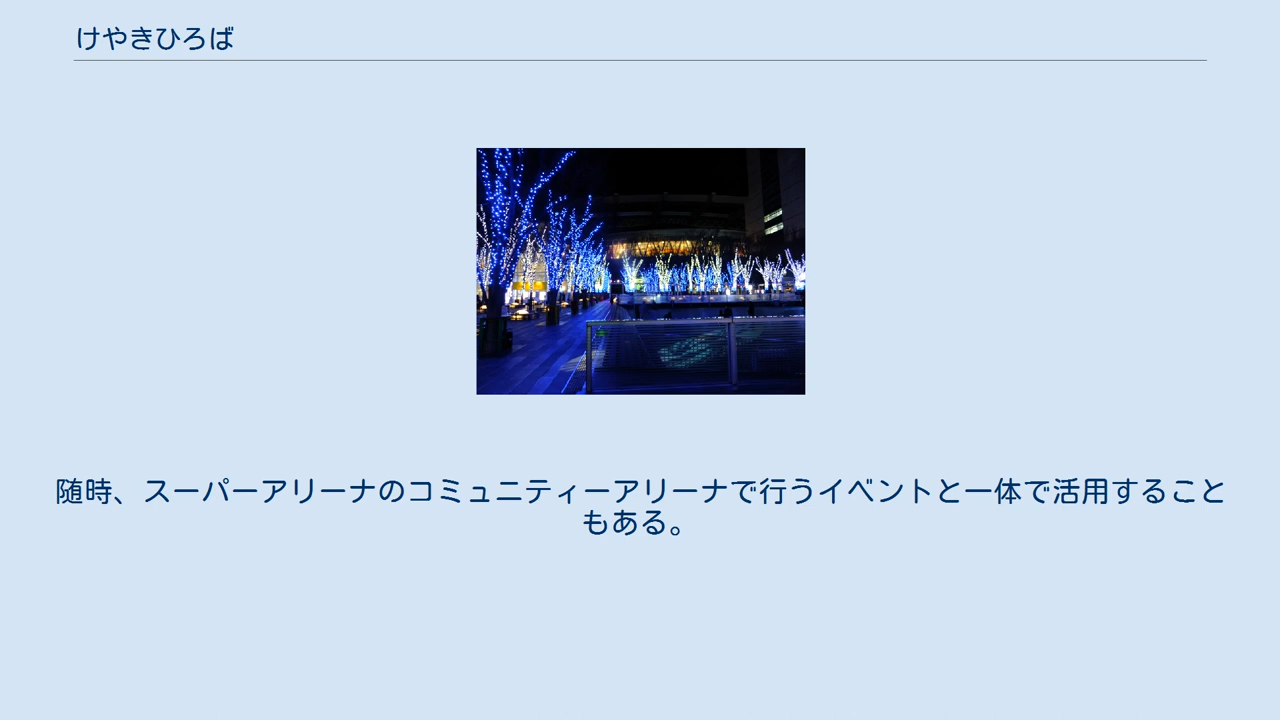 けやきひろば
随時、スーパーアリーナのコミュニティーアリーナで行うイベントと一体で活用すること
もある。